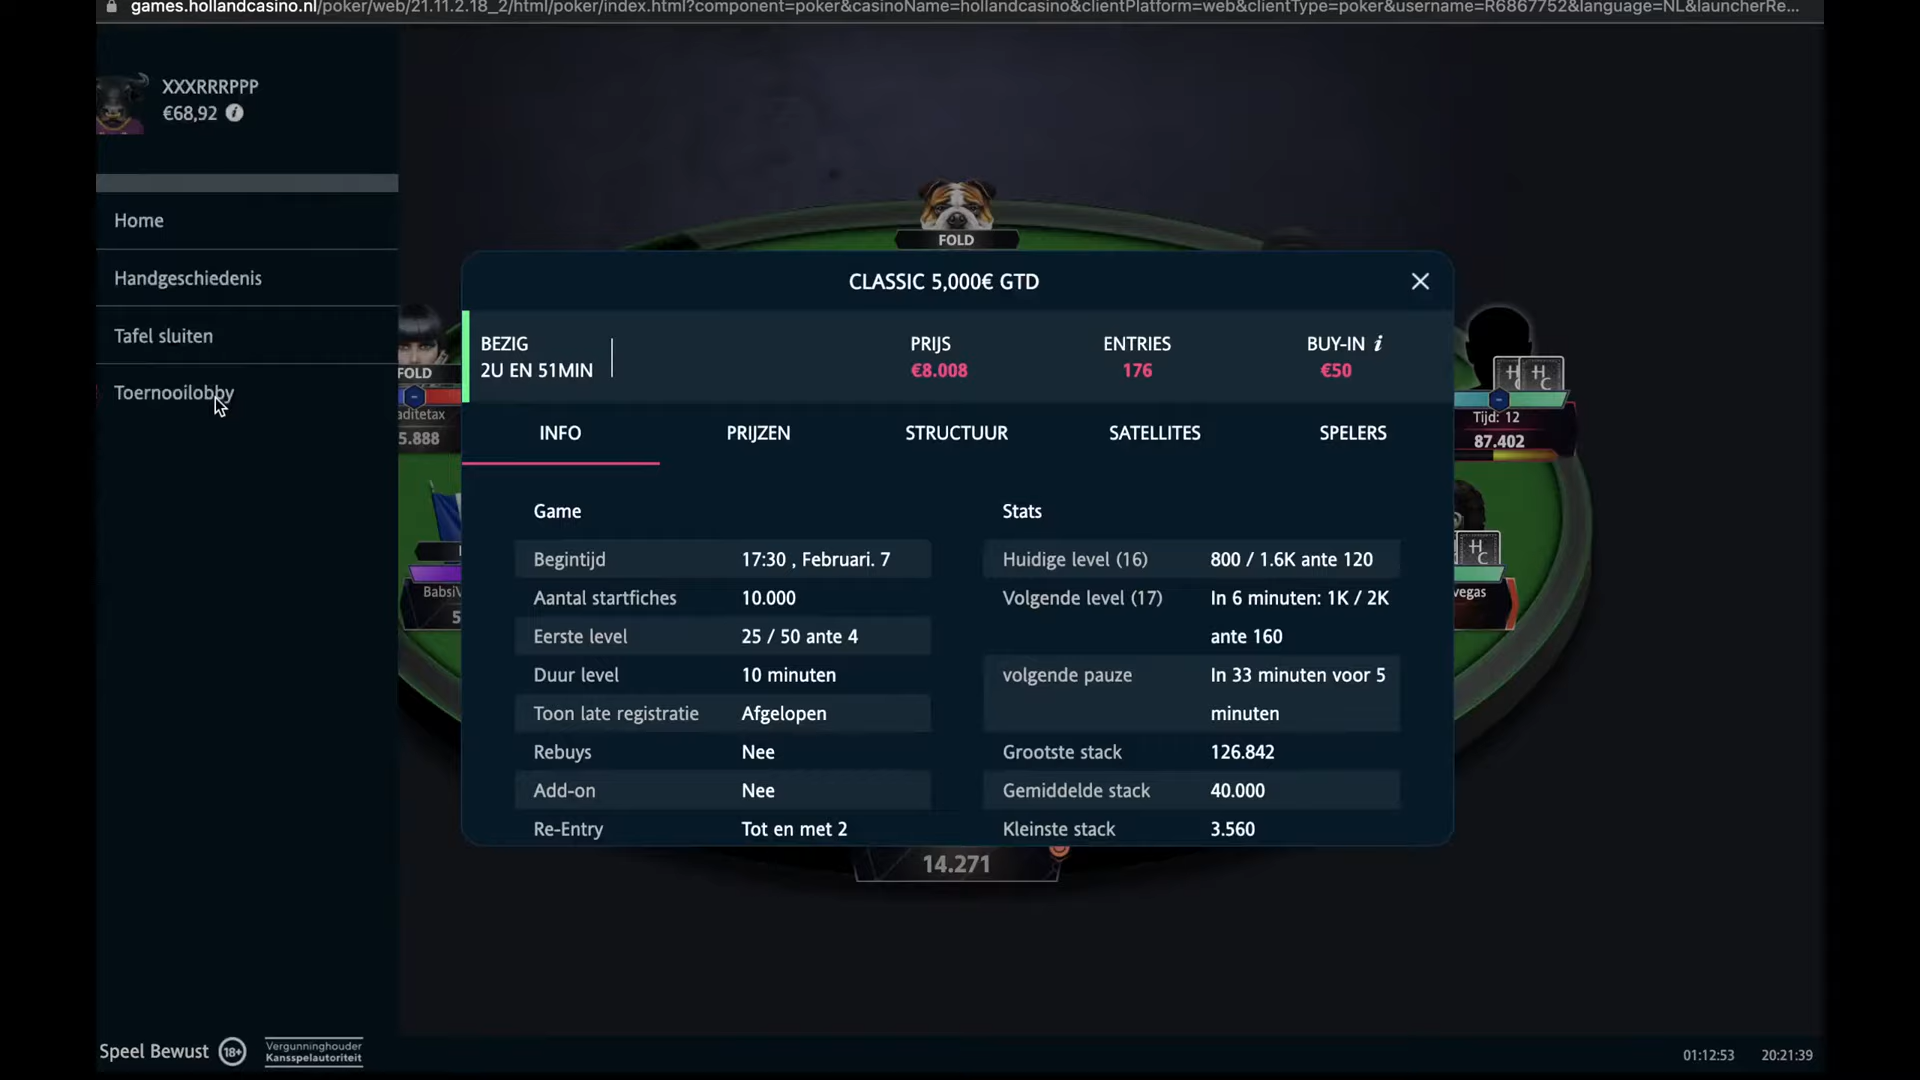 games.hollandcasino.nl/poker/web/21.11.2.18_2/html/poker/index.html?component=poker&casinoName=hollandcasino&clientPlatform=web&clientType=poker&username=R6867752&language=NL&launcherRe...
XXXRRRPPP
€68,92
Home
Handgeschiedenis
Tafel sluiten
Toernooilobby
FOLD
FOLD
aditetax
5.888
BabsiV
5
CLASSIC 5,000€ GTD
BEZIG
2U EN 51MIN
PRIJS
€8.008
ENTRIES
176
BUY-IN i
€50
INFO
PRIJZEN
STRUCTUUR
SATELLITES
SPELERS
Game
Begintijd 17:30 , Februari. 7
Aantal startfiches 10.000
Eerste level 25 / 50 ante 4
Duur level 10 minuten
Toon late registratie Afgelopen
Rebuys Nee
Add-on Nee
Re-Entry Tot en met 2
Stats
Huidige level (16) 800 / 1.6K ante 120
Volgende level (17) In 6 minuten: 1K / 2K
ante 160
volgende pauze In 33 minuten voor 5
minuten
Grootste stack 126.842
Gemiddelde stack 40.000
Kleinste stack 3.560
H C
H C
Tijd: 12
87.402
H C
vegas
14.271
Speel Bewust 18+
Vergunninghouder
Kansspelautoriteit
01:12:53 20:21:39